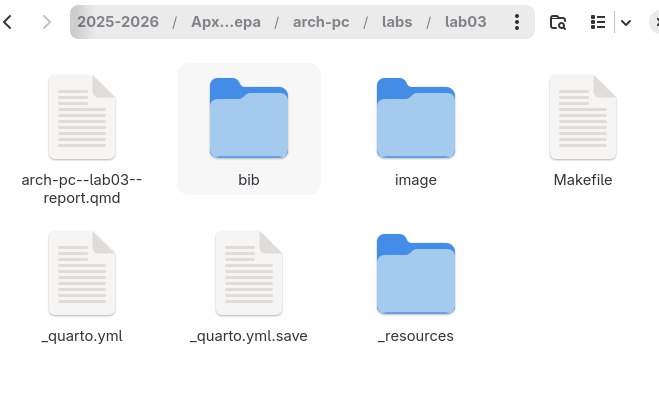 2025-2026 / Арх...ера / arch-pc / labs / lab03
arch-pc--lab03--
report.qmd
bib
image
Makefile
_quarto.yml
_quarto.yml.save
_resources